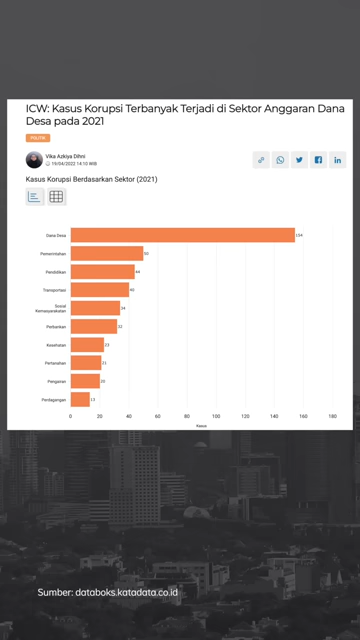 ICW: Kasus Korupsi Terbanyak Terjadi di Sektor Anggaran Dana
Desa pada 2021
POLITIK
Vika Azkiya Dihni
19/04/2022 14:10 WIB
Kasus Korupsi Berdasarkan Sektor (2021)
Dana Desa 154
Pemerintahan 50
Pendidikan 44
Transportasi 40
Sosial
Kemasyarakatan 34
Perbankan 32
Kesehatan 23
Pertanahan 21
Pengairan 20
Perdagangan 13
0 20 40 60 80 100 120 140 160 180
Kasus
Sumber: databoks.katadata.co.id